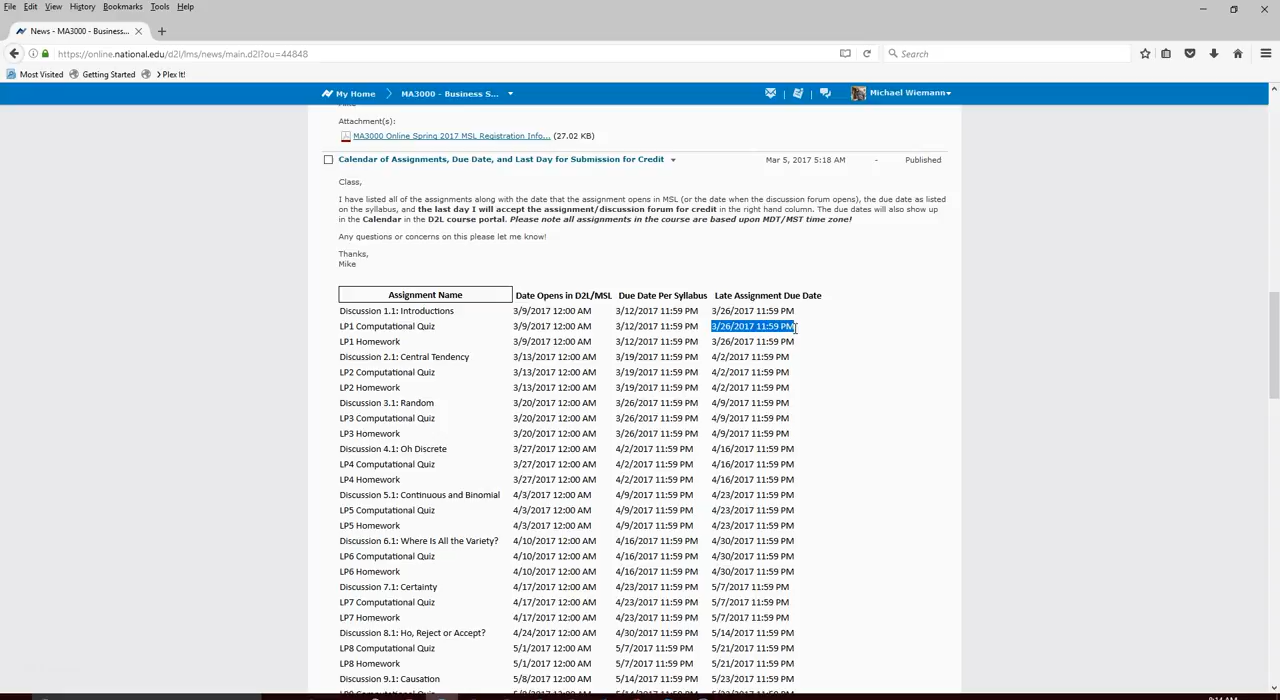 File Edit View History Bookmarks Tools Help
News - MA3000 - Business...
https://online.national.edu/d2l/lms/news/main.d2l?ou=44848
Search
Most Visited Getting Started Plex It!
My Home MA3000 - Business S... Michael Wiemann
Mike
Attachment(s):
MA3000 Online Spring 2017 MSL Registration Info... (27.02 KB)
Calendar of Assignments, Due Date, and Last Day for Submission for Credit Mar 5, 2017 5:18 AM - Published
Class,
I have listed all of the assignments along with the date that the assignment opens in MSL (or the date when the discussion forum opens), the due date as listed
on the syllabus, and the last day I will accept the assignment/discussion forum for credit in the right hand column. The due dates will also show up
in the Calendar in the D2L course portal. Please note all assignments in the course are based upon MDT/MST time zone!
Any questions or concerns on this please let me know!
Thanks,
Mike
Assignment Name Date Opens in D2L/MSL Due Date Per Syllabus Late Assignment Due Date
Discussion 1.1: Introductions 3/9/2017 12:00 AM 3/12/2017 11:59 PM 3/26/2017 11:59 PM
LP1 Computational Quiz 3/9/2017 12:00 AM 3/12/2017 11:59 PM 3/26/2017 11:59 PM
LP1 Homework 3/9/2017 12:00 AM 3/12/2017 11:59 PM 3/26/2017 11:59 PM
Discussion 2.1: Central Tendency 3/13/2017 12:00 AM 3/19/2017 11:59 PM 4/2/2017 11:59 PM
LP2 Computational Quiz 3/13/2017 12:00 AM 3/19/2017 11:59 PM 4/2/2017 11:59 PM
LP2 Homework 3/13/2017 12:00 AM 3/19/2017 11:59 PM 4/2/2017 11:59 PM
Discussion 3.1: Random 3/20/2017 12:00 AM 3/26/2017 11:59 PM 4/9/2017 11:59 PM
LP3 Computational Quiz 3/20/2017 12:00 AM 3/26/2017 11:59 PM 4/9/2017 11:59 PM
LP3 Homework 3/20/2017 12:00 AM 3/26/2017 11:59 PM 4/9/2017 11:59 PM
Discussion 4.1: Oh Discrete 3/27/2017 12:00 AM 4/2/2017 11:59 PM 4/16/2017 11:59 PM
LP4 Computational Quiz 3/27/2017 12:00 AM 4/2/2017 11:59 PM 4/16/2017 11:59 PM
LP4 Homework 3/27/2017 12:00 AM 4/2/2017 11:59 PM 4/16/2017 11:59 PM
Discussion 5.1: Continuous and Binomial 4/3/2017 12:00 AM 4/9/2017 11:59 PM 4/23/2017 11:59 PM
LP5 Computational Quiz 4/3/2017 12:00 AM 4/9/2017 11:59 PM 4/23/2017 11:59 PM
LP5 Homework 4/3/2017 12:00 AM 4/9/2017 11:59 PM 4/23/2017 11:59 PM
Discussion 6.1: Where Is All the Variety? 4/10/2017 12:00 AM 4/16/2017 11:59 PM 4/30/2017 11:59 PM
LP6 Computational Quiz 4/10/2017 12:00 AM 4/16/2017 11:59 PM 4/30/2017 11:59 PM
LP6 Homework 4/10/2017 12:00 AM 4/16/2017 11:59 PM 4/30/2017 11:59 PM
Discussion 7.1: Certainty 4/17/2017 12:00 AM 4/23/2017 11:59 PM 5/7/2017 11:59 PM
LP7 Computational Quiz 4/17/2017 12:00 AM 4/23/2017 11:59 PM 5/7/2017 11:59 PM
LP7 Homework 4/17/2017 12:00 AM 4/23/2017 11:59 PM 5/7/2017 11:59 PM
Discussion 8.1: Ho, Reject or Accept? 4/24/2017 12:00 AM 4/30/2017 11:59 PM 5/14/2017 11:59 PM
LP8 Computational Quiz 5/1/2017 12:00 AM 5/7/2017 11:59 PM 5/21/2017 11:59 PM
LP8 Homework 5/1/2017 12:00 AM 5/7/2017 11:59 PM 5/21/2017 11:59 PM
Discussion 9.1: Causation 5/8/2017 12:00 AM 5/14/2017 11:59 PM 5/23/2017 11:59 PM